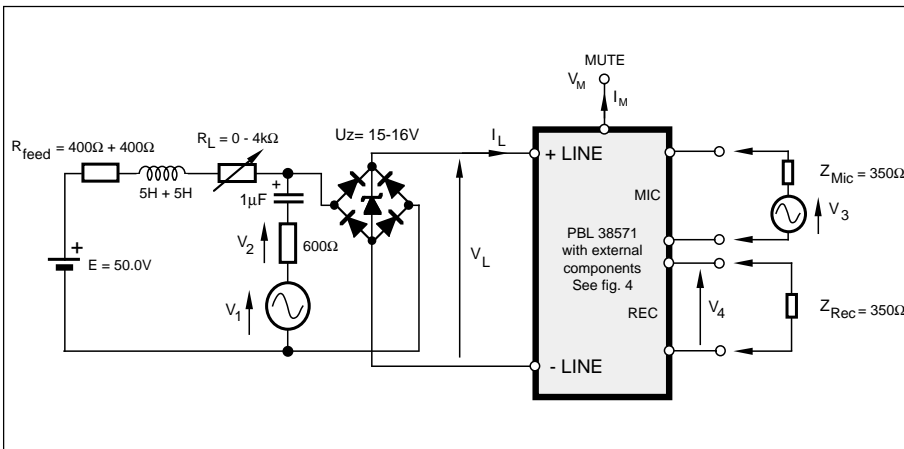 MUTE
V_M
I_M
R_feed = 400Ω + 400Ω
R_L = 0 - 4kΩ
Uz= 15-16V
I_L
+ LINE
5H + 5H
+
1µF
MIC
Z_Mic = 350Ω
V_3
+
E = 50.0V
V_2
600Ω
V_L
PBL 38571
with external
components
See fig. 4
V_1
REC
V_4
Z_Rec = 350Ω
- LINE